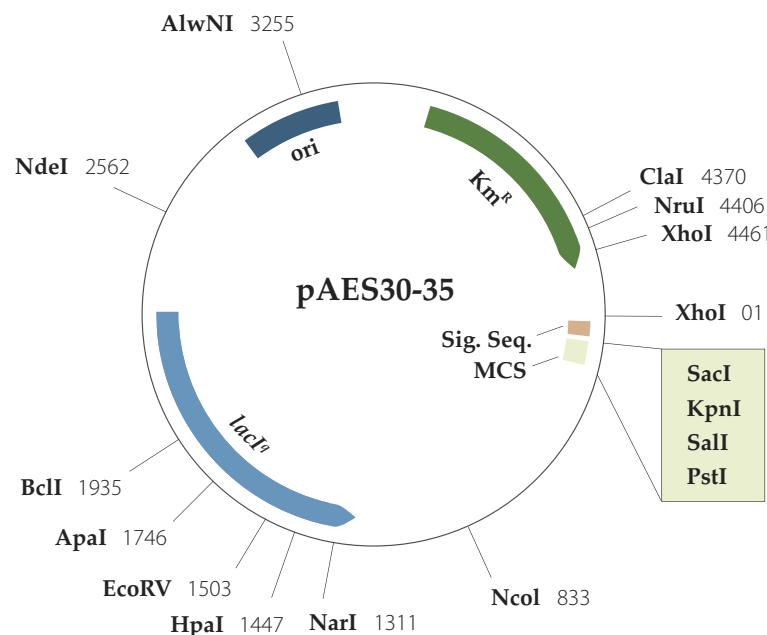 AlwNI 3255
ori
Km^R
NdeI 2562
ClaI 4370
NruI 4406
XhoI 4461
pAES30-35
XhoI 01
Sig. Seq.
MCS
SacI
KpnI
SalI
PstI
lacI^q
BclI 1935
ApaI 1746
EcoRV 1503
HpaI 1447
NarI 1311
Ncol 833